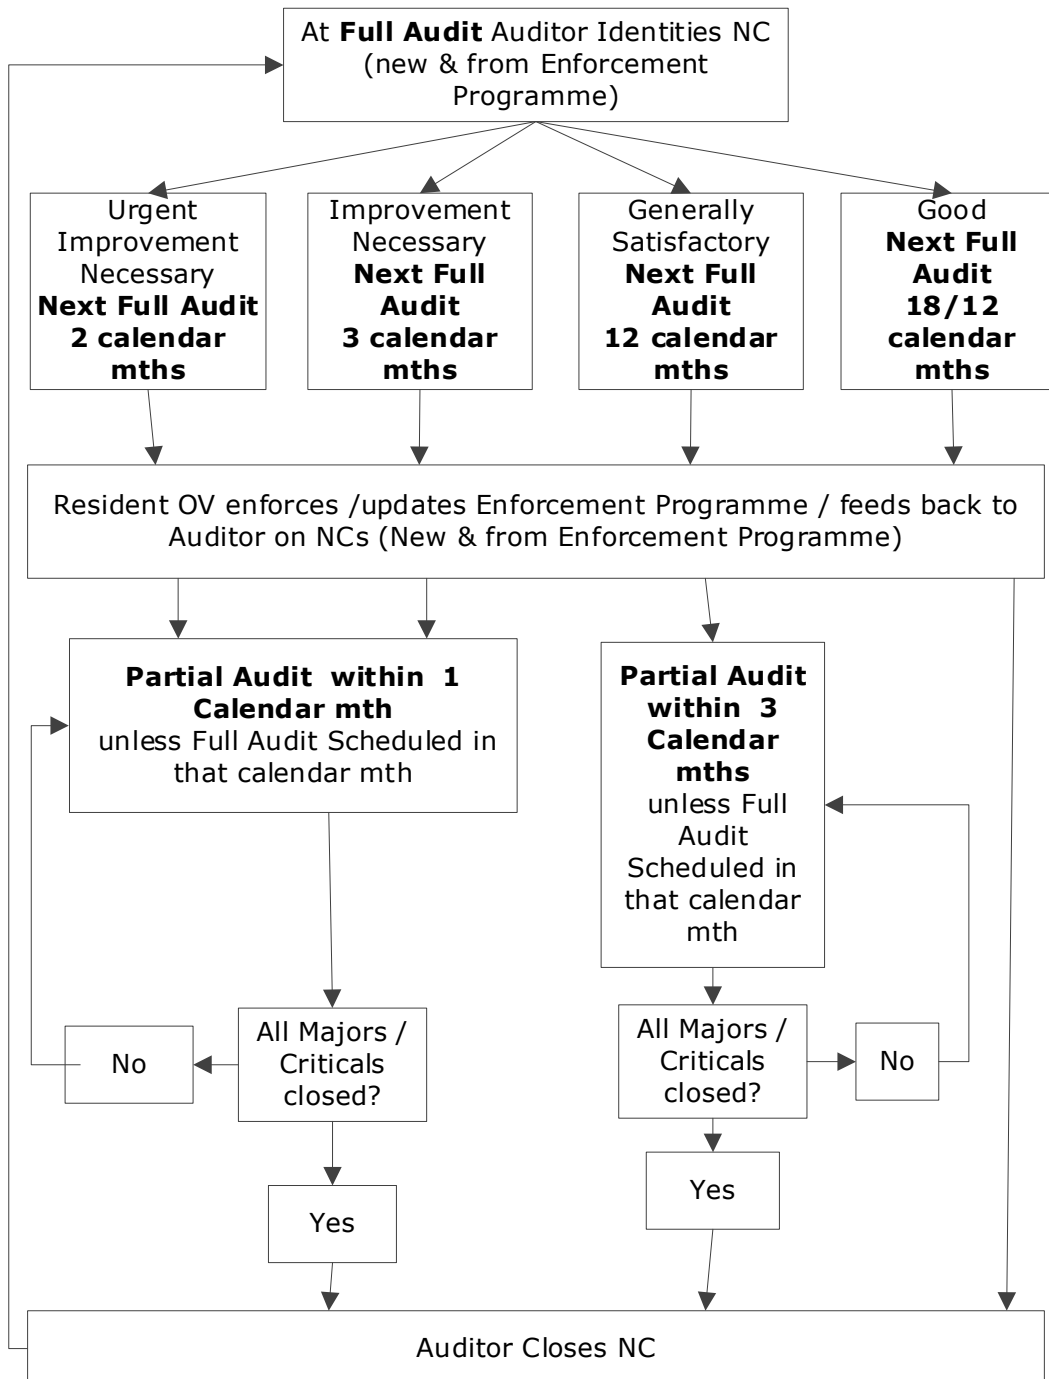 At Full Audit Auditor Identities NC
(new & from Enforcement
Programme)
Urgent
Improvement
Necessary
Next Full Audit
2 calendar
mths
Improvement
Necessary
Next Full
Audit
3 calendar
mths
Generally
Satisfactory
Next Full
Audit
12 calendar
mths
Good
Next Full
Audit
18/12
calendar
mths
Resident OV enforces /updates Enforcement Programme / feeds back to
Auditor on NCs (New & from Enforcement Programme)
Partial Audit within 1
Calendar mth
unless Full Audit Scheduled in
that calendar mth
Partial Audit
within 3
Calendar
mths
unless Full
Audit
Scheduled in
that calendar
mth
No
All Majors /
Criticals
closed?
All Majors /
Criticals
closed?
No
Yes
Yes
Auditor Closes NC